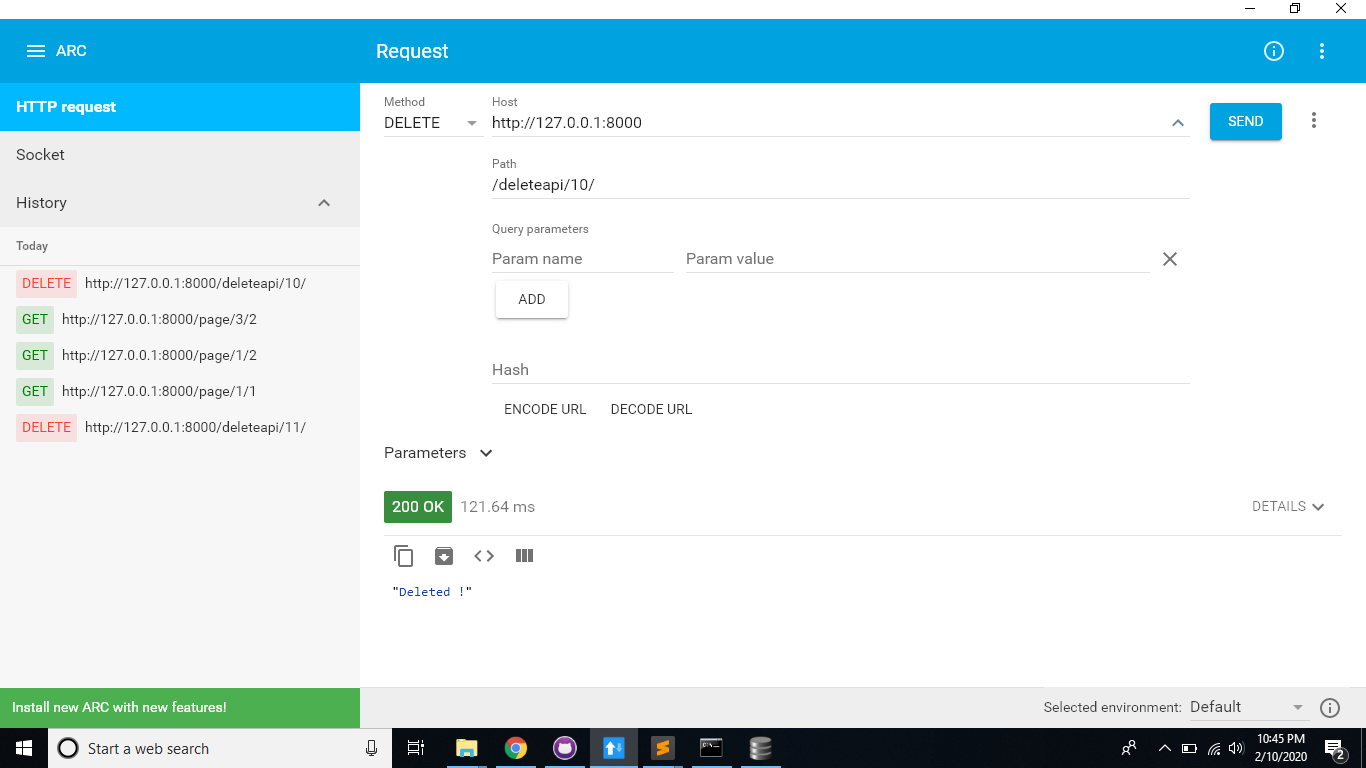 ARC
Request
HTTP request
Socket
History
Today
DELETE http://127.0.0.1:8000/deleteapi/10/
GET http://127.0.0.1:8000/page/3/2
GET http://127.0.0.1:8000/page/1/2
GET http://127.0.0.1:8000/page/1/1
DELETE http://127.0.0.1:8000/deleteapi/11/
Install new ARC with new features!
Method Host
DELETE http://127.0.0.1:8000 SEND
Path
/deleteapi/10/
Query parameters
Param name Param value
ADD
Hash
ENCODE URL DECODE URL
Parameters
200 OK 121.64 ms DETAILS
"Deleted !"
Selected environment: Default
Start a web search
10:45 PM
2/10/2020
2